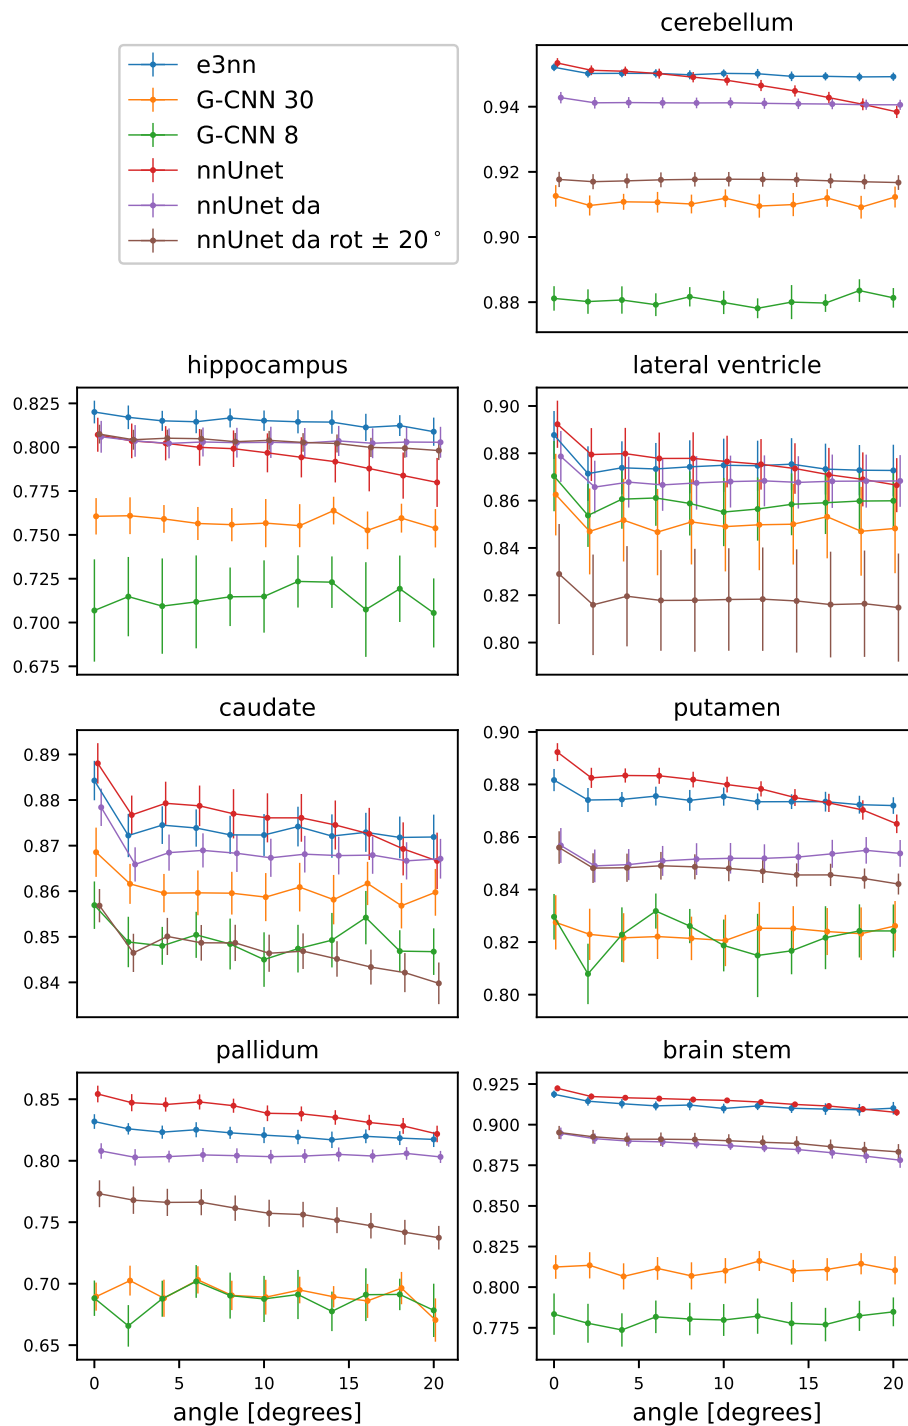 cerebellum
e3nn
G-CNN 30
G-CNN 8
nnUnet
nnUnet da
nnUnet da rot ± 20°
0.94
0.92
0.90
0.88
hippocampus
0.825
0.800
0.775
0.750
0.725
0.700
0.675
lateral ventricle
0.90
0.88
0.86
0.84
0.82
0.80
caudate
0.89
0.88
0.87
0.86
0.85
0.84
putamen
0.90
0.88
0.86
0.84
0.82
0.80
pallidum
0.85
0.80
0.75
0.70
0.65
0 5 10 15 20
angle [degrees]
brain stem
0.925
0.900
0.875
0.850
0.825
0.800
0.775
0 5 10 15 20
angle [degrees]